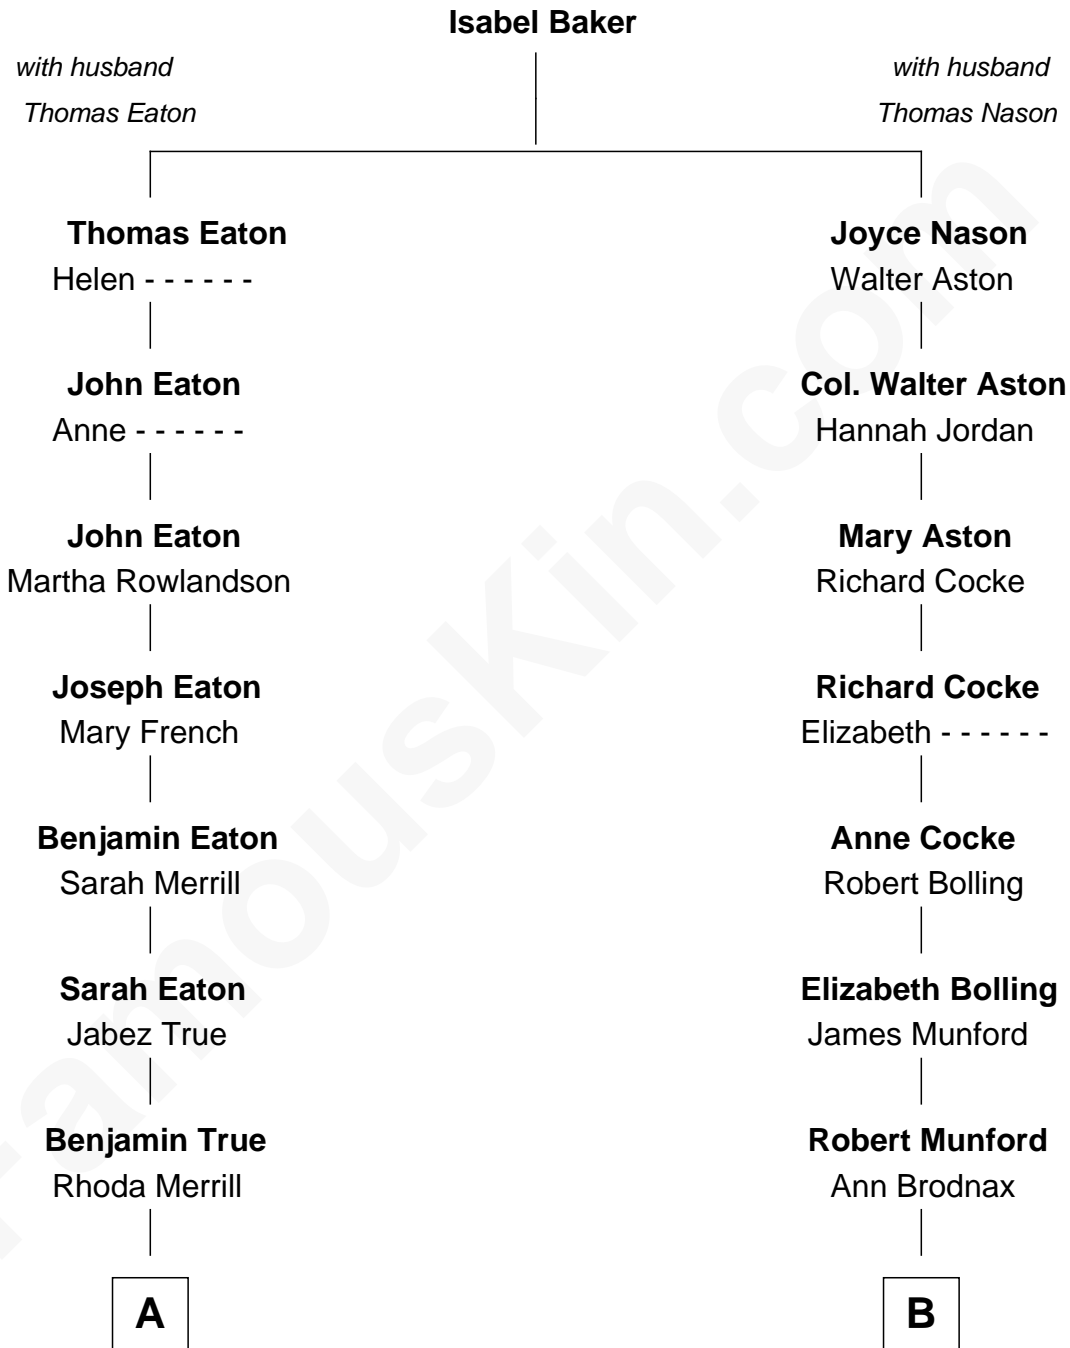 Isabel Baker
with husband
Thomas Eaton
with husband
Thomas Nason
Thomas Eaton
Helen - - - - - -
Joyce Nason
Walter Aston
John Eaton
Anne - - - - - -
Col. Walter Aston
Hannah Jordan
John Eaton
Martha Rowlandson
Mary Aston
Richard Cocke
Joseph Eaton
Mary French
Richard Cocke
Elizabeth - - - - - -
Benjamin Eaton
Sarah Merrill
Anne Cocke
Robert Bolling
Sarah Eaton
Jabez True
Elizabeth Bolling
James Munford
Benjamin True
Rhoda Merrill
Robert Munford
Ann Brodnax
A
B
FamousKin.com